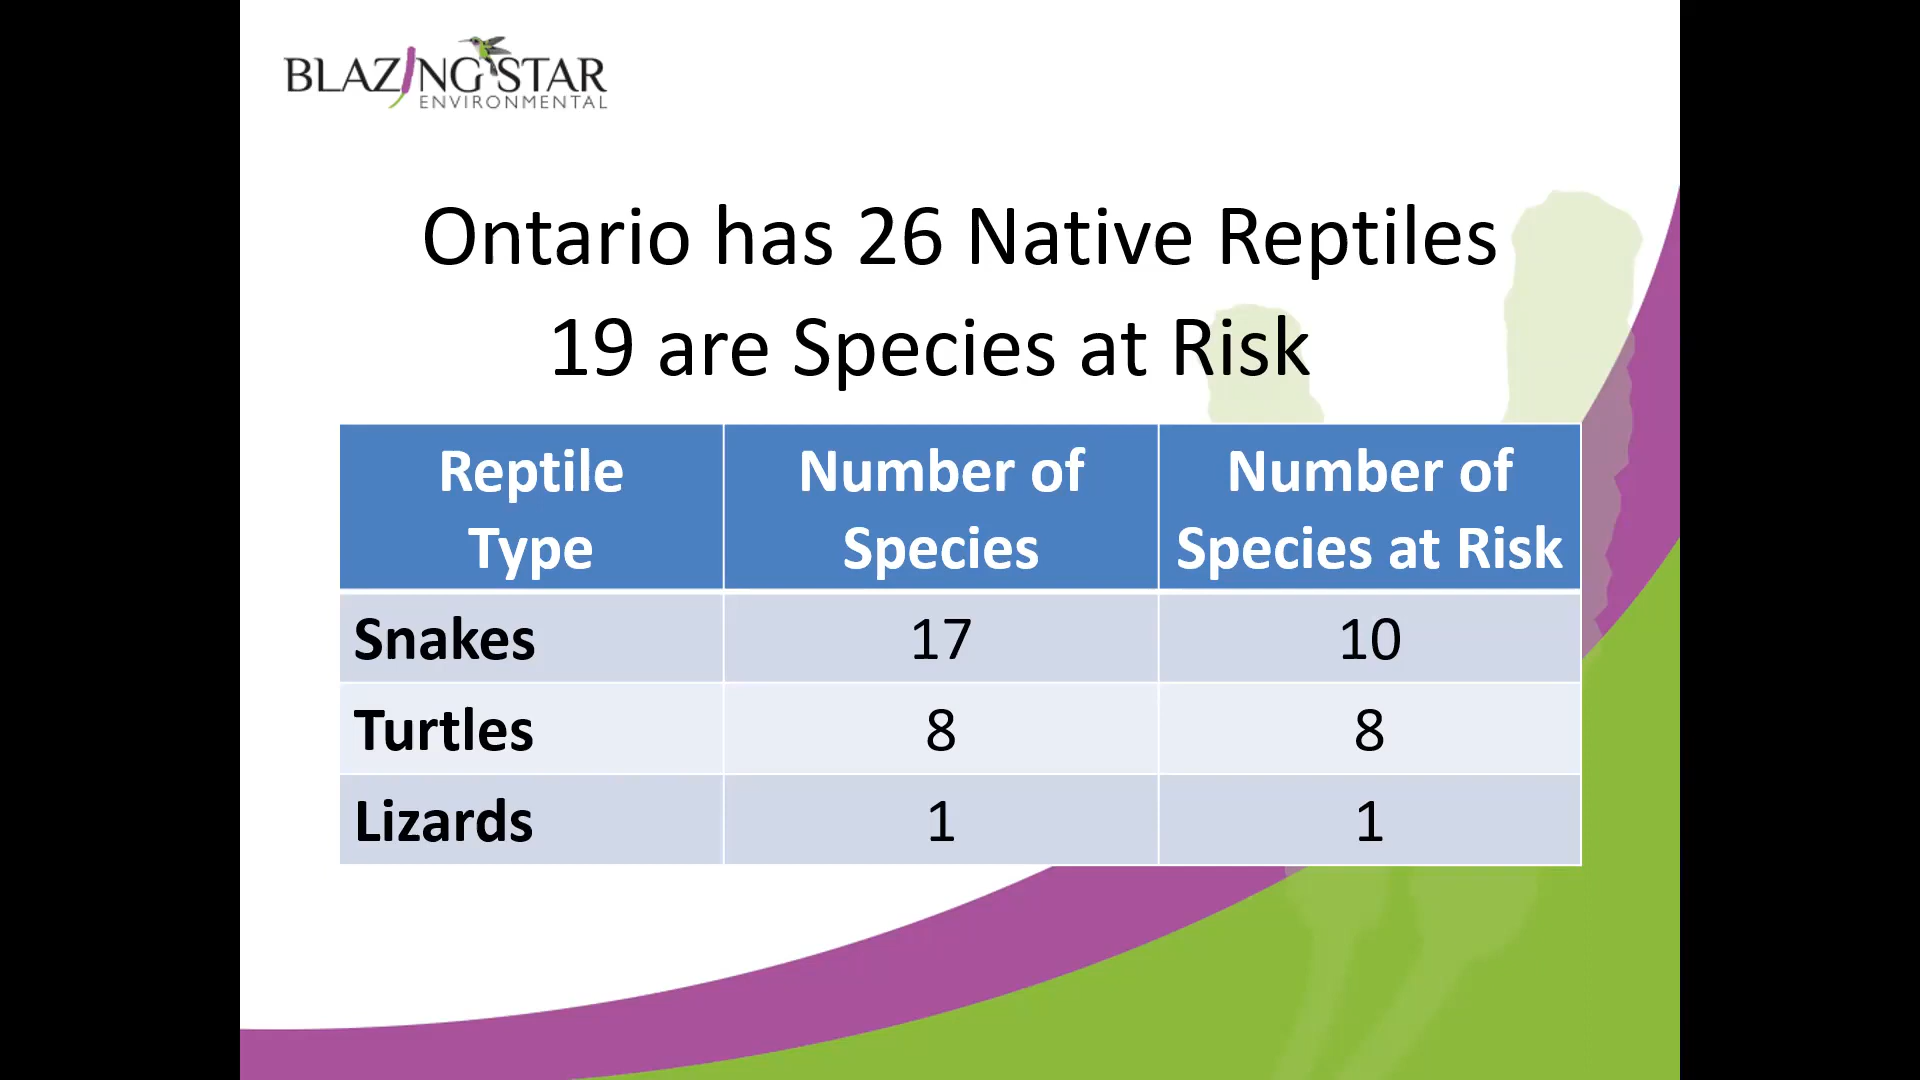 BLAZING STAR
ENVIRONMENTAL
Ontario has 26 Native Reptiles
19 are Species at Risk
Reptile Type Number of Species Number of Species at Risk
Snakes 17 10
Turtles 8 8
Lizards 1 1